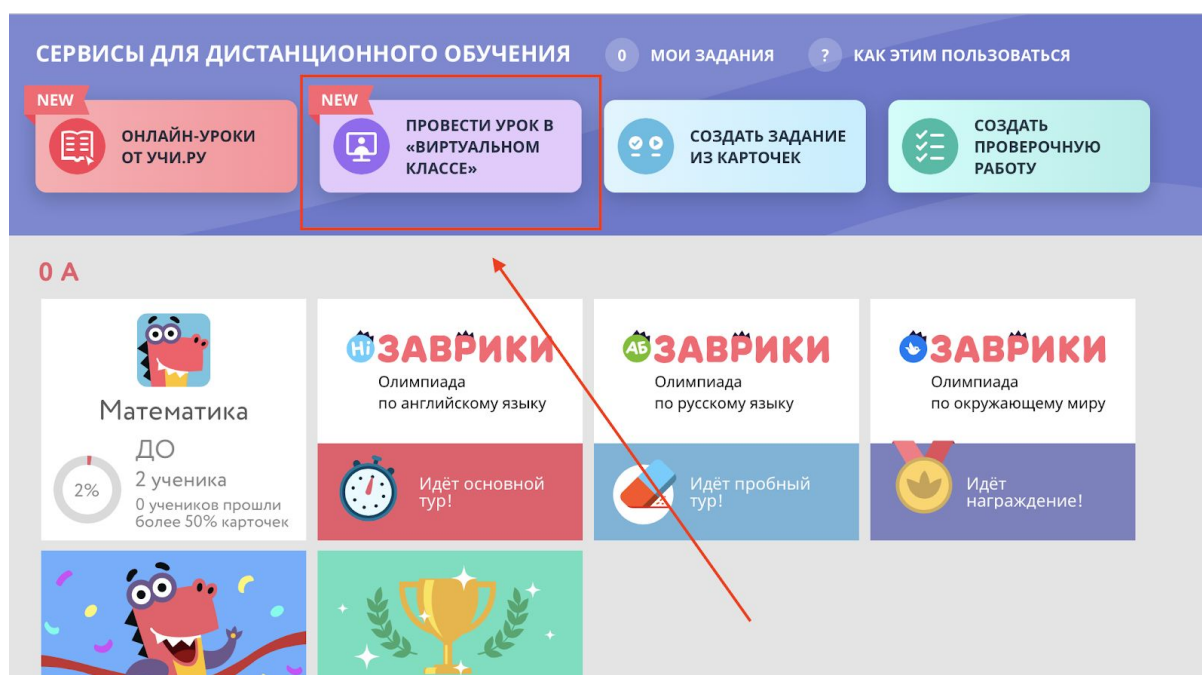 СЕРВИСЫ ДЛЯ ДИСТАНЦИОННОГО ОБУЧЕНИЯ
0 МОИ ЗАДАНИЯ
? КАК ЭТИМ ПОЛЬЗОВАТЬСЯ
NEW
ОНЛАЙН-УРОКИ
ОТ УЧИ.РУ
NEW
ПРОВЕСТИ УРОК В
«ВИРТУАЛЬНОМ
КЛАССЕ»
СОЗДАТЬ ЗАДАНИЕ
ИЗ КАРТОЧЕК
СОЗДАТЬ
ПРОВЕРОЧНУЮ
РАБОТУ
0 А
Математика
ДО
2%
2 ученика
0 учеников прошли
более 50% карточек
Hi ЗАВРИКИ
Олимпиада
по английскому языку
Идёт основной
тур!
АБ ЗАВРИКИ
Олимпиада
по русскому языку
Идёт пробный
тур!
ЗАВРИКИ
Олимпиада
по окружающему миру
Идёт
награждение!